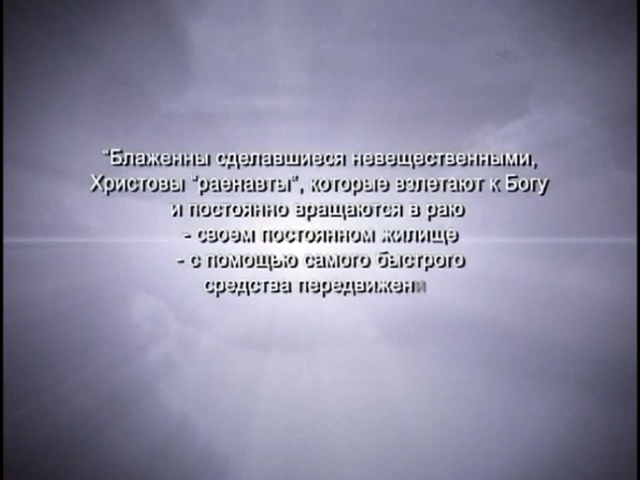 "Блаженны сделавшиеся невещественными,
Христовы "раенавты", которые взлетают к Богу
и постоянно вращаются в раю
- своем постоянном жилище
- с помощью самого быстрого
средства передвижени